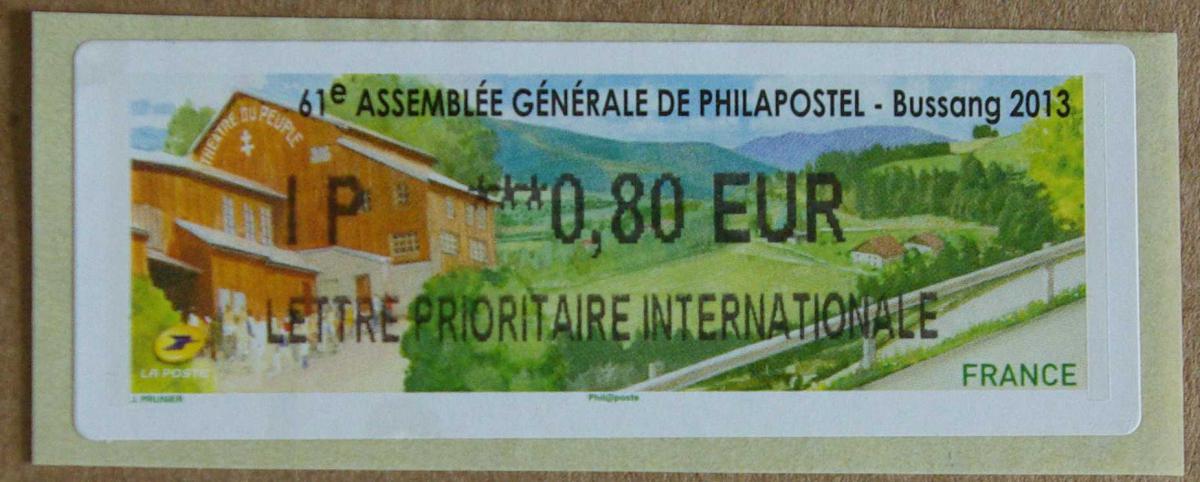 61e ASSEMBLÉE GÉNÉRALE DE PHILAPOSTEL - Bussang 2013
THÉATRE DU PEUPLE
IP ***0,80 EUR
LETTRE PRIORITAIRE INTERNATIONALE
LA POSTE
FRANCE
J. PRUNIER
Phil@poste